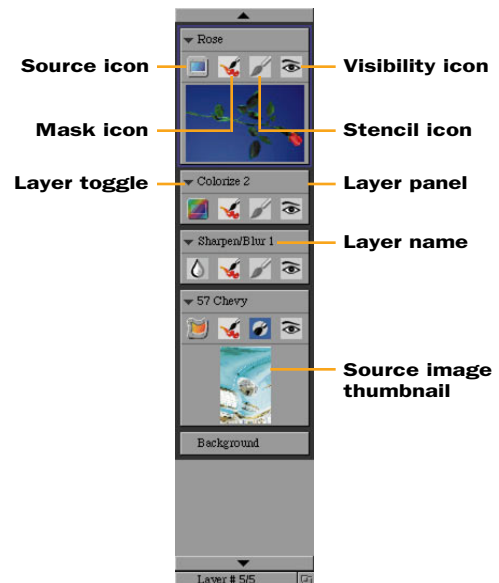 Rose
Source icon
Visibility icon
Mask icon
Stencil icon
Layer toggle
Colorize 2
Layer panel
Sharpen/Blur 1
Layer name
57 Chevy
Source image
thumbnail
Background
Layer # 5/5